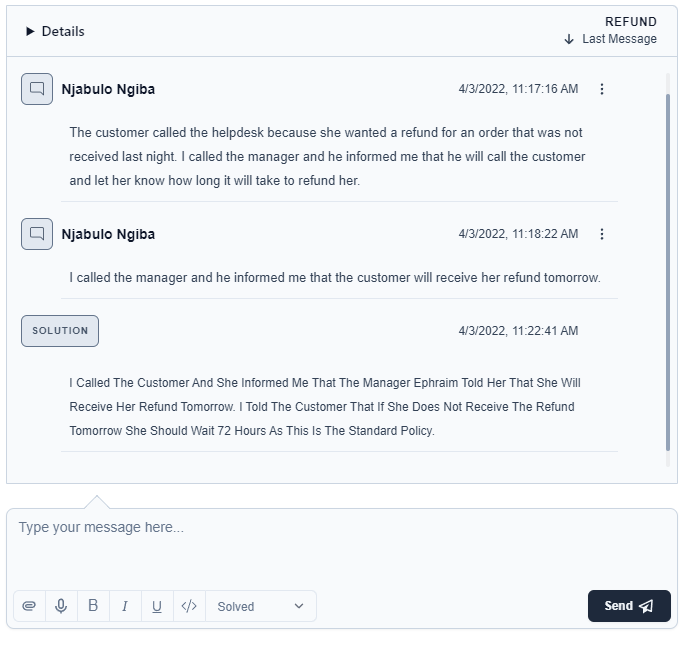 Details
REFUND
Last Message
Njabulo Ngiba
4/3/2022, 11:17:16 AM
The customer called the helpdesk because she wanted a refund for an order that was not
received last night. I called the manager and he informed me that he will call the customer
and let her know how long it will take to refund her.
Njabulo Ngiba
4/3/2022, 11:18:22 AM
I called the manager and he informed me that the customer will receive her refund tomorrow.
SOLUTION
4/3/2022, 11:22:41 AM
I Called The Customer And She Informed Me That The Manager Ephraim Told Her That She Will
Receive Her Refund Tomorrow. I Told The Customer That If She Does Not Receive The Refund
Tomorrow She Should Wait 72 Hours As This Is The Standard Policy.
Type your message here...
B I U </> Solved
Send